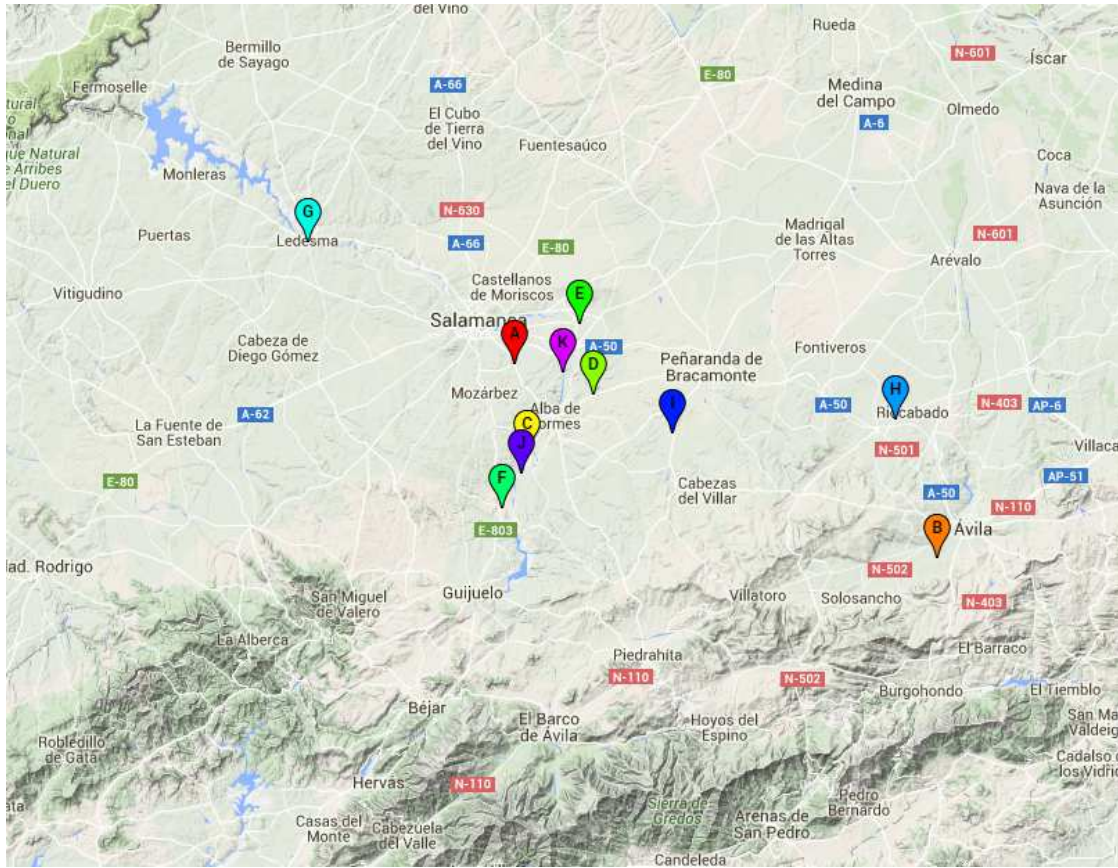 del Vino
Rueda
Bermillo
de Sayago
N-601
Íscar
E-80
Fermoselle
A-66
Medina
del Campo
Olmedo
El Cubo
de Tierra
del Vino
A-6
Fuentesaúco
que Natural
e Arribes
el Duero
Coca
Monleras
Nava de la
Asunción
G
N-630
Madrigal
de las Altas
Torres
Puertas
Ledesma
A-66
E-80
N-601
Arévalo
Castellanos
de Moriscos
Vitigudino
E
Salamanca
A
Cabeza de
Diego Gómez
K
A-50
Fontiveros
D
Peñaranda de
Bracamonte
Mozárbez
H
A-62
Alba de
Tormes
I
A-50
N-403
AP-6
La Fuente de
San Esteban
C
N-501
J
Villaca
E-80
F
Cabezas
del Villar
AP-51
A-50
N-110
E-803
B
Ávila
dad. Rodrigo
N-502
Guijuelo
San Miguel
de Valero
Villatoro
Solosancho
N-403
La Alberca
Piedrahíta
El Barraco
N-110
N-502
Burgohondo
El Tiemblo
Béjar
El Barco
de Ávila
Hoyos del
Espino
San Ma
Valdeig
Robledillo
de Gata
Hervás
N-110
Cadalso d
los Vidrio
Sierra de
Gredos
Pedro
Bernardo
Casas del
Monte
Cabezuela
del Valle
Arenas de
San Pedro
Candeleda